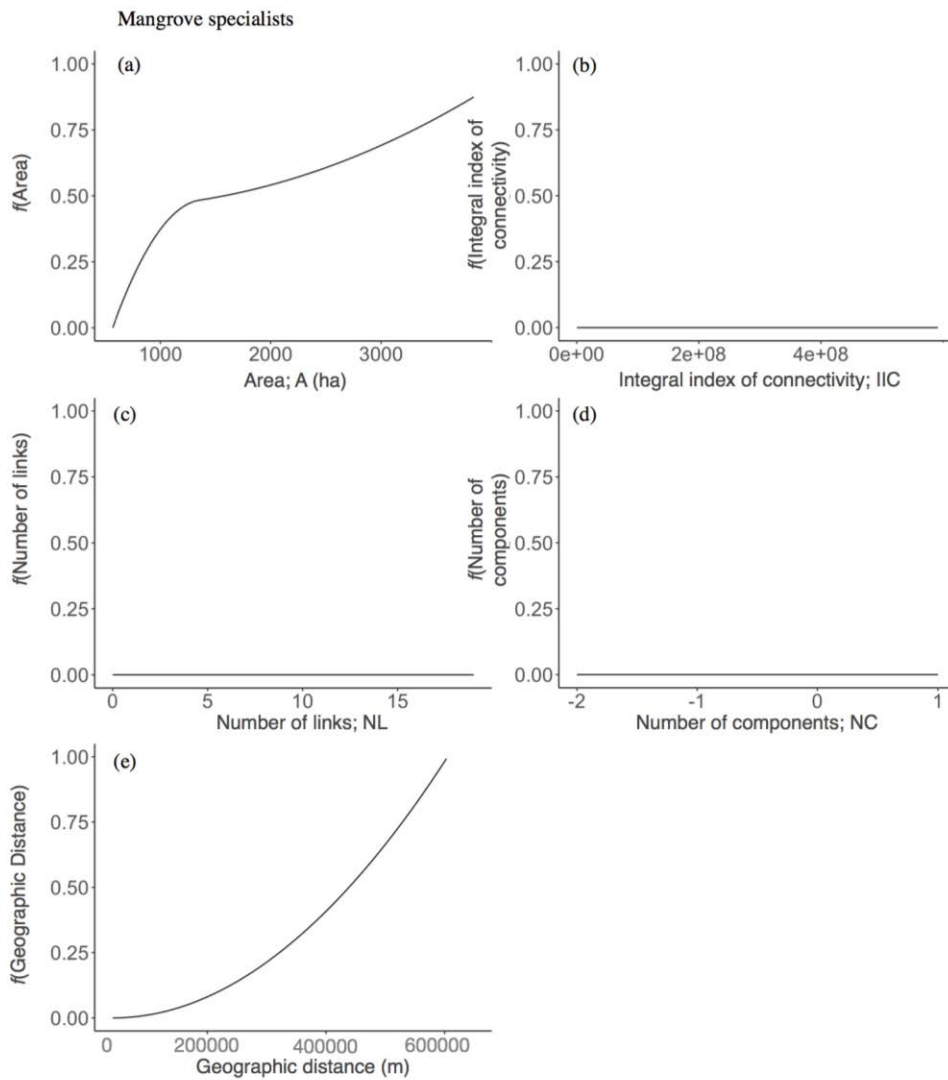 Mangrove specialists
(a)
1.00
0.75
0.50
0.25
0.00
f(Area)
1000 2000 3000
Area; A (ha)
(b)
1.00
0.75
0.50
0.25
0.00
f(Integral index of
connectivity)
0e+00 2e+08 4e+08
Integral index of connectivity; IIC
(c)
1.00
0.75
0.50
0.25
0.00
f(Number of links)
0 5 10 15
Number of links; NL
(d)
1.00
0.75
0.50
0.25
0.00
f(Number of
components)
-2 -1 0 1
Number of components; NC
(e)
1.00
0.75
0.50
0.25
0.00
f(Geographic Distance)
0 200000 400000 600000
Geographic distance (m)